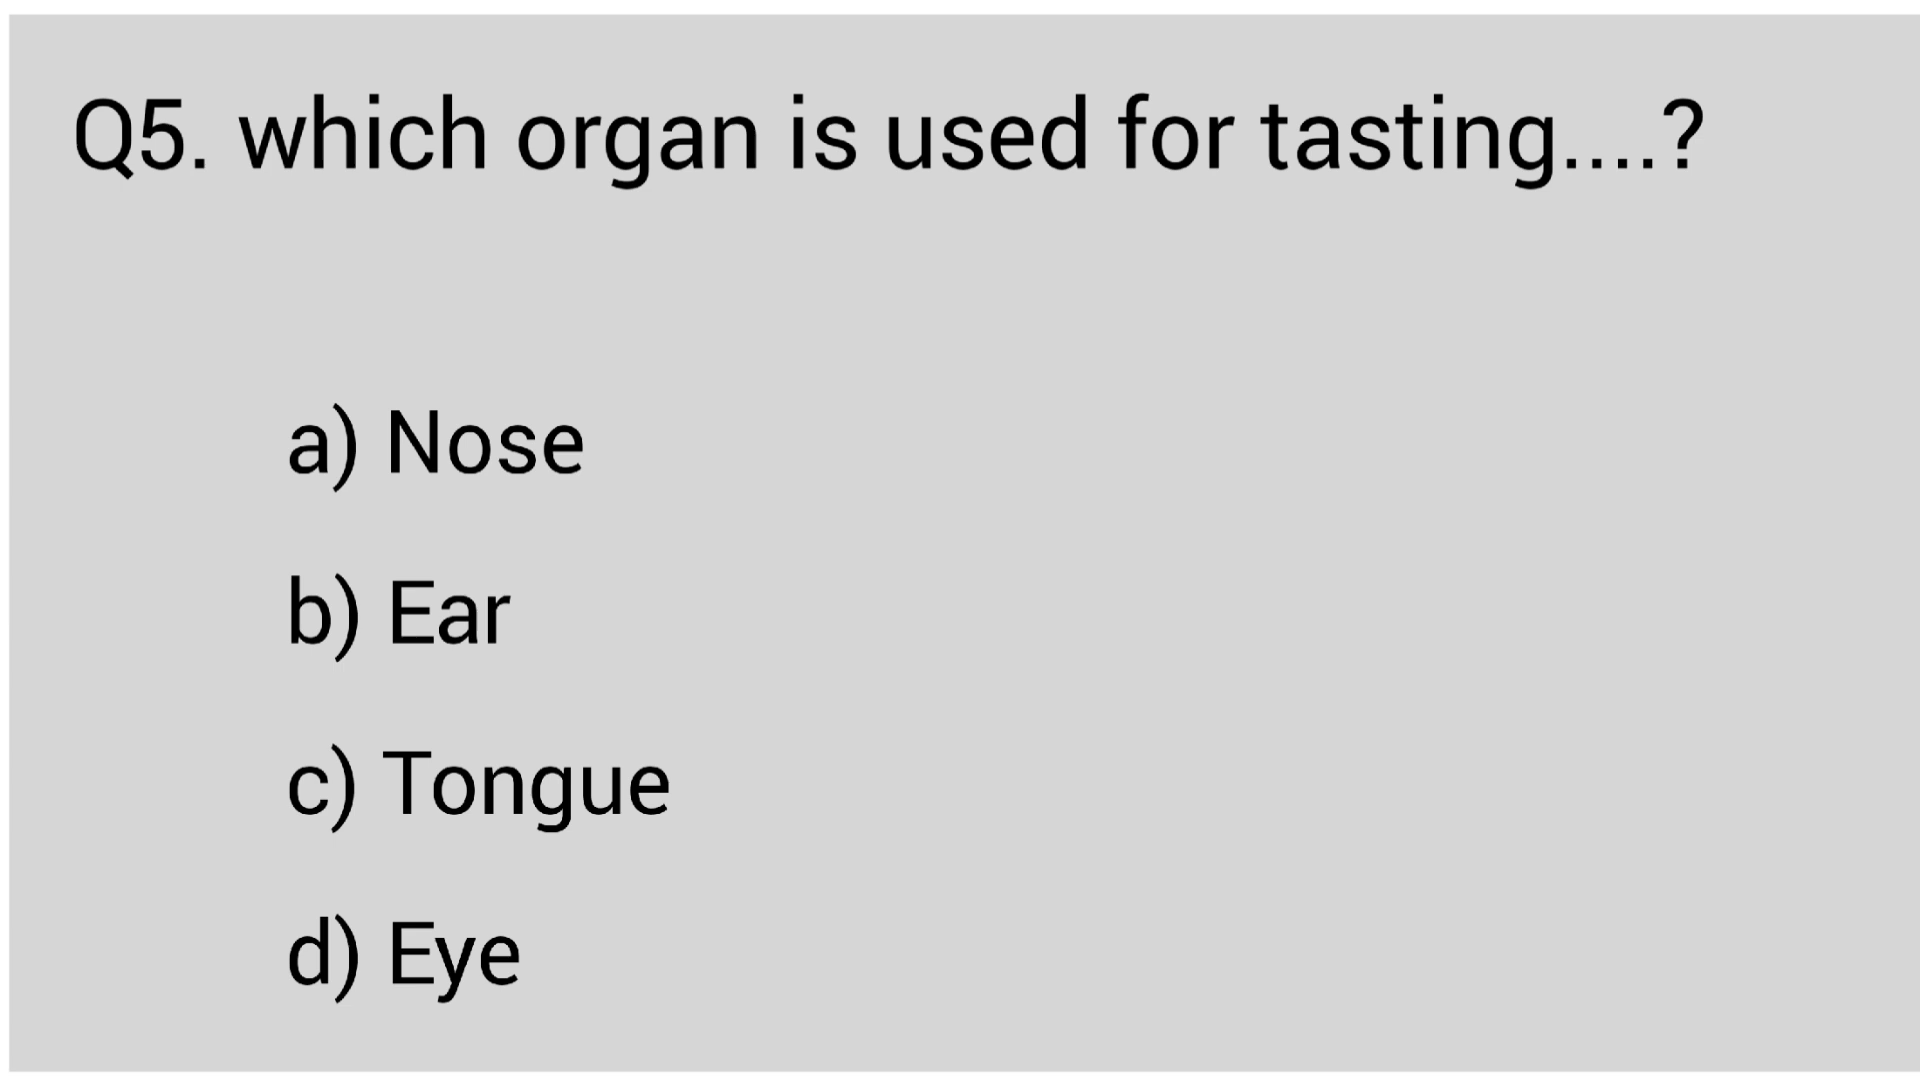 Q5. which organ is used for tasting....?
a) Nose
b) Ear
c) Tongue
d) Eye